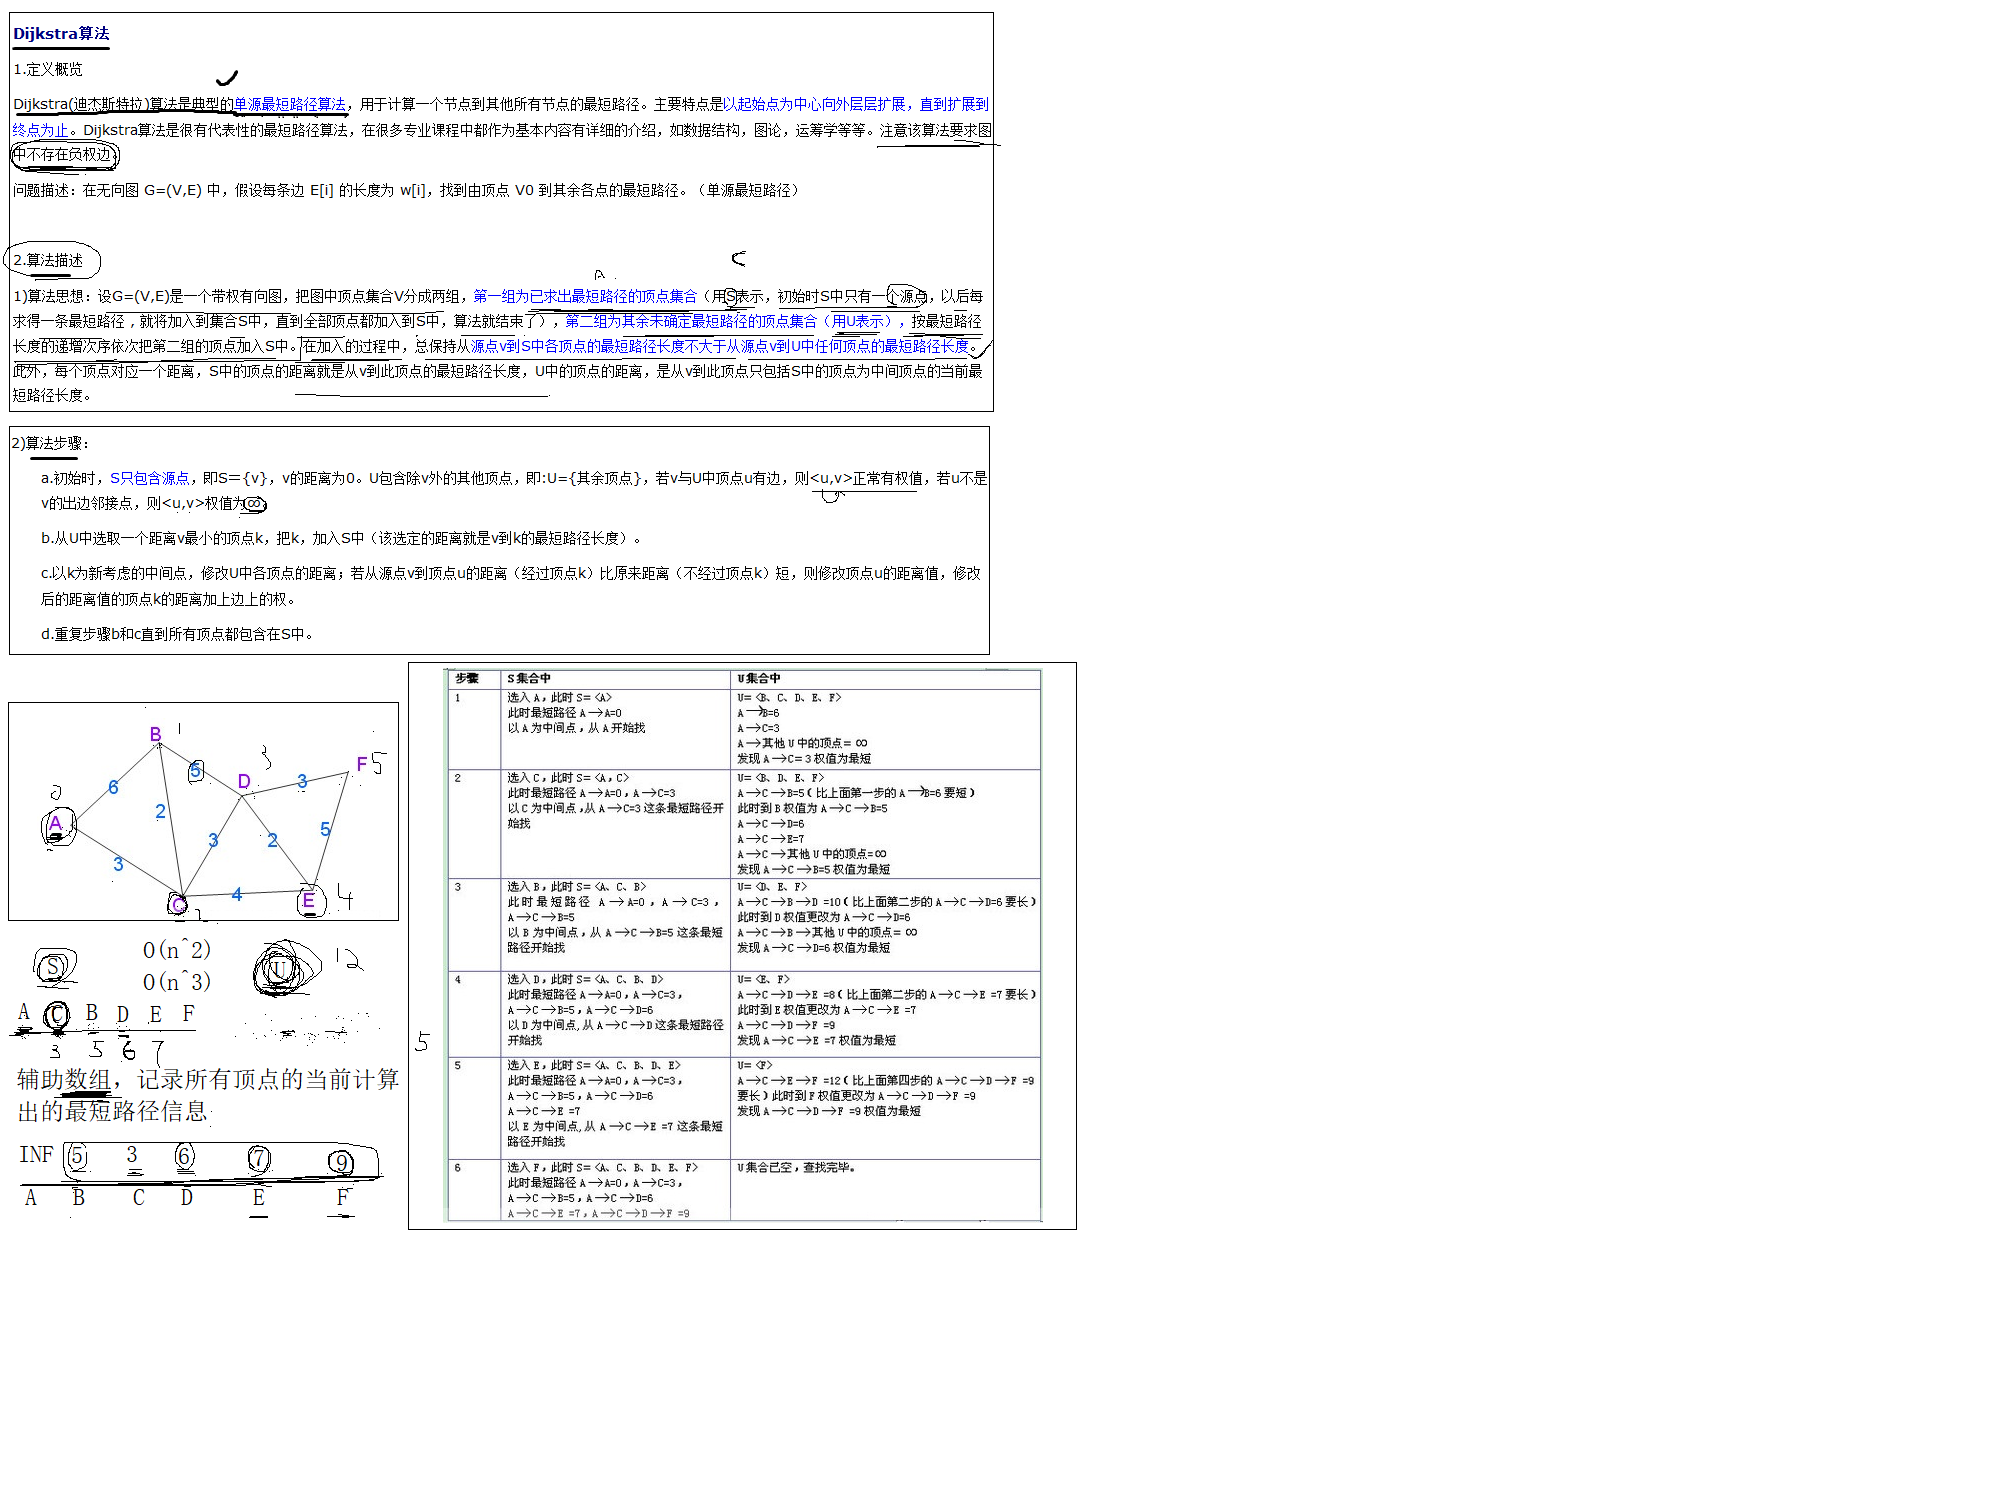 Dijkstra算法
1.定义概览
Dijkstra(迪杰斯特拉)算法是典型的单源最短路径算法，用于计算一个节点到其他所有节点的最短路径。主要特点是以起始点为中心向外层层扩展，直到扩展到
终点为止。Dijkstra算法是很有代表性的最短路径算法，在很多专业课程中都作为基本内容有详细的介绍，如数据结构，图论，运筹学等等。注意该算法要求图
中不存在负权边。
问题描述：在无向图 G=(V,E) 中，假设每条边 E[i] 的长度为 w[i]，找到由顶点 V0 到其余各点的最短路径。（单源最短路径）
C
2.算法描述
A
1)算法思想：设G=(V,E)是一个带权有向图，把图中顶点集合V分成两组，第一组为已求出最短路径的顶点集合（用S表示，初始时S中只有一个源点，以后每
求得一条最短路径 , 就将加入到集合S中，直到全部顶点都加入到S中，算法就结束了），第二组为其余未确定最短路径的顶点集合（用U表示），按最短路径
长度的递增次序依次把第二组的顶点加入S中。在加入的过程中，总保持从源点v到S中各顶点的最短路径长度不大于从源点v到U中任何顶点的最短路径长度。
此外，每个顶点对应一个距离，S中的顶点的距离就是从v到此顶点的最短路径长度，U中的顶点的距离，是从v到此顶点只包括S中的顶点为中间顶点的当前最
短路径长度。
2)算法步骤：
a.初始时，S只包含源点，即S＝{v}，v的距离为0。U包含除v外的其他顶点，即:U={其余顶点}，若v与U中顶点u有边，则<u,v>正常有权值，若u不是
v的出边邻接点，则<u,v>权值为∞。
b.从U中选取一个距离v最小的顶点k，把k，加入S中（该选定的距离就是v到k的最短路径长度）。
c.以k为新考虑的中间点，修改U中各顶点的距离；若从源点v到顶点u的距离（经过顶点k）比原来距离（不经过顶点k）短，则修改顶点u的距离值，修改
后的距离值的顶点k的距离加上边上的权。
d.重复步骤b和c直到所有顶点都包含在S中。
B 1
5 D 3 F 5
6 3
0 A 2 3 2 5
3
C 2 4 E 4
S O(n^2) U 12
O(n^3)
A C B D E F
3 5 6 7
辅助数组，记录所有顶点的当前计算
出的最短路径信息
INF 5 3 6 7 9
A B C D E F
5
步骤 S 集合中 U 集合中
1 选入 A，此时 S=〈A〉 U=〈B、C、D、E、F〉
此时最短路径 A→A=0 A→B=6
以 A 为中间点，从 A 开始找 A→C=3
A→其他 U 中的顶点= ∞
发现 A→C= 3 权值为最短
2 选入 C，此时 S=〈A,C〉 U=〈B、D、E、F〉
此时最短路径 A→A=0，A→C=3 A→C→B=5（比上面第一步的 A→B=6 要短）
以 C 为中间点,从 A→C=3 这条最短路径开 此时到 B 权值为 A→C→B=5
始找 A→C→D=6
A→C→E=7
A→C→其他 U 中的顶点=∞
发现 A→C→B=5 权值为最短
3 选入 B，此时 S=〈A、C、B〉 U=〈D、E、F〉
此时最短路径 A→A=0，A→C=3， A→C→B→D =10（比上面第二步的 A→C→D=6 要长）
A→C→B=5 此时到 D 权值更改为 A→C→D=6
以 B 为中间点，从 A→C→B=5 这条最短 A→C→B→其他 U 中的顶点= ∞
路径开始找 发现 A→C→D=6 权值为最短
4 选入 D，此时 S=〈A、C、B、D〉 U=〈E、F〉
此时最短路径 A→A=0，A→C=3， A→C→D→E =8（比上面第二步的 A→C→E =7 要长）
A→C→B=5，A→C→D=6 此时到 E 权值更改为 A→C→E =7
以 D 为中间点, 从 A→C→D 这条最短路径 A→C→D→F =9
开始找 发现 A→C→E =7 权值为最短
5 选入 E，此时 S=〈A、C、B、D、E〉 U=〈F〉
此时最短路径 A→A=0，A→C=3， A→C→E→F =12（比上面第四步的 A→C→D→F =9
A→C→B=5，A→C→D=6 要长）此时到 F 权值更改为 A→C→D→F =9
A→C→E =7 发现 A→C→D→F =9 权值为最短
以 E 为中间点, 从 A→C→E =7 这条最短
路径开始找
6 选入 F，此时 S=〈A、C、B、D、E、F〉 U 集合已空，查找完毕。
此时最短路径 A→A=0，A→C=3，
A→C→B=5，A→C→D=6
A→C→E =7，A→C→D→F =9